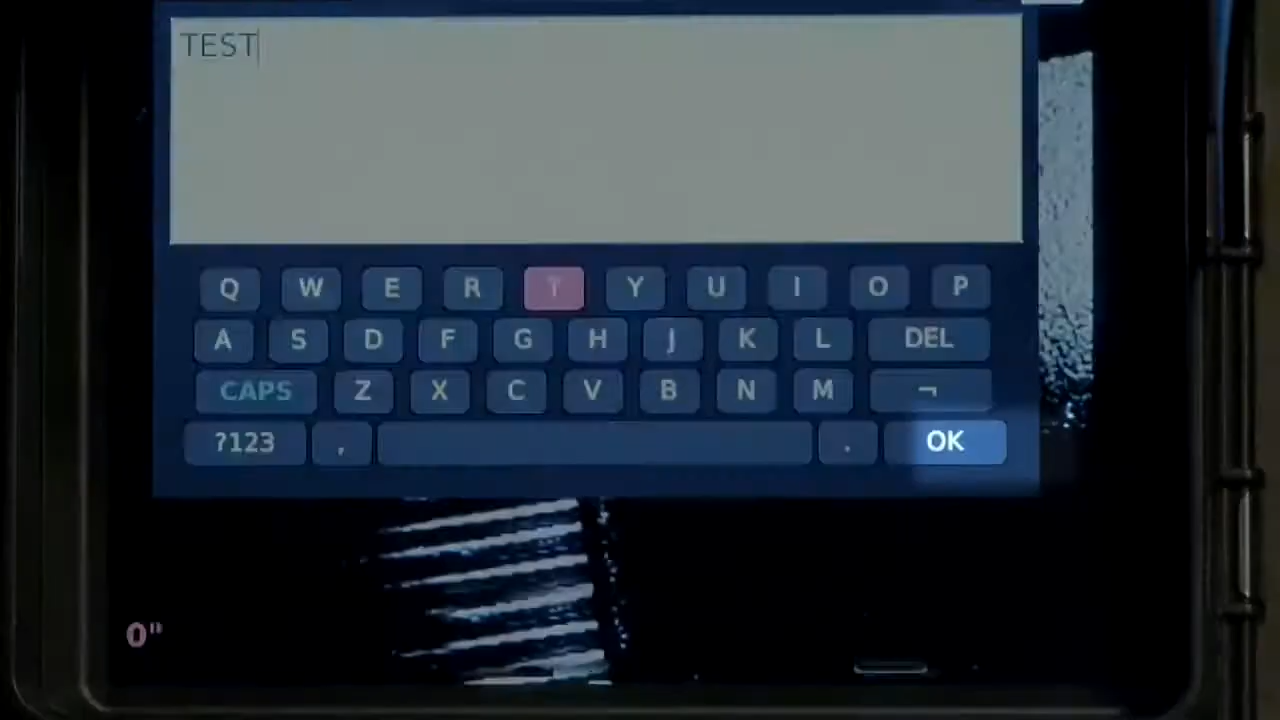 TEST
Q W E R T Y U I O P
A S D F G H J K L DEL
CAPS Z X C V B N M ¬
?123 , . OK
0"